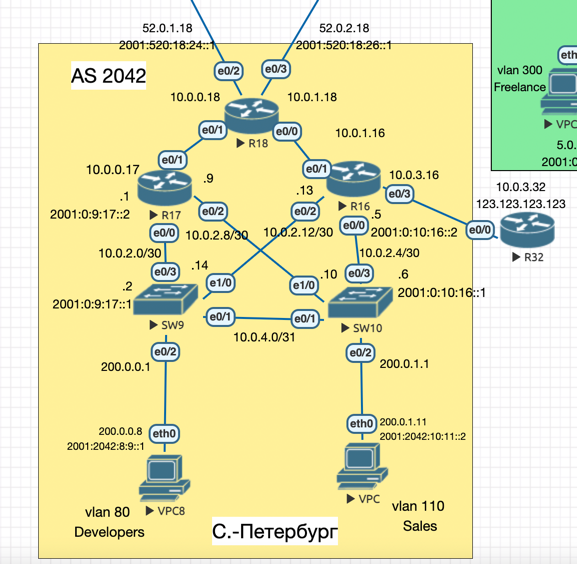 52.0.1.18
52.0.2.18
2001:520:18:24::1
2001:520:18:26::1
AS 2042
e0/2
e0/3
10.0.0.18
10.0.1.18
e0/1
e0/0
R18
10.0.1.16
e0/1
e0/1
10.0.0.17
.9
.13
10.0.3.16
.1
R17
R16
e0/3
2001:0:9:17::2
e0/2
e0/2
.5
e0/0
e0/0
2001:0:10:16::2
10.0.2.8/30
10.0.2.12/30
10.0.2.0/30
10.0.2.4/30
.14
.10
.6
e0/3
e1/0
e1/0
e0/3
.2
2001:0:9:17::1
2001:0:10:16::1
e0/1
e0/1
SW9
SW10
10.0.4.0/31
e0/2
e0/2
200.0.0.1
200.0.1.1
200.0.0.8
eth0
2001:2042:8:9::1
eth0
200.0.1.11
2001:2042:10:11::2
VPC8
VPC
vlan 80
Developers
vlan 110
Sales
С.-Петербург
vlan 300
Freelance
eth
VPC
5.0.
2001:0
10.0.3.32
123.123.123.123
e0/0
R32